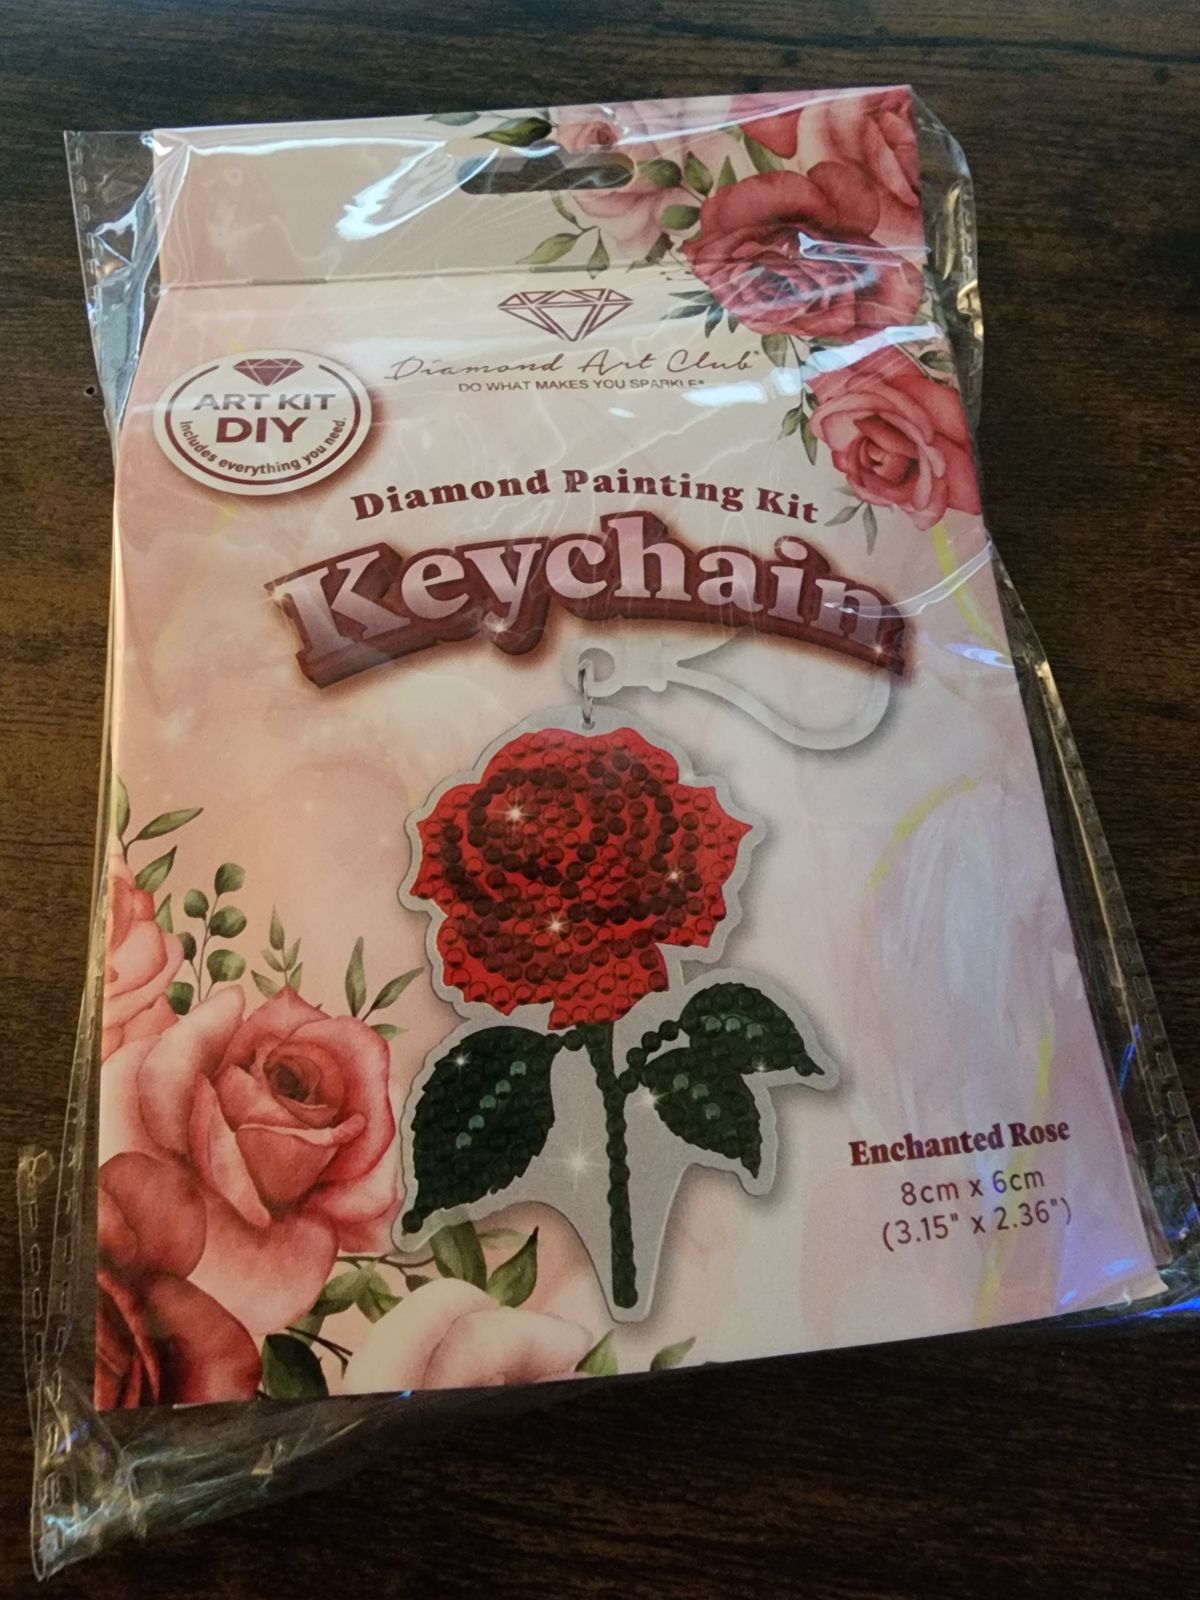 Diamond Art Club®
DO WHAT MAKES YOU SPARKLE®
ART KIT
DIY
Includes everything you need.
Diamond Painting Kit
Keychain
Enchanted Rose
8cm x 6cm
(3.15" x 2.36")